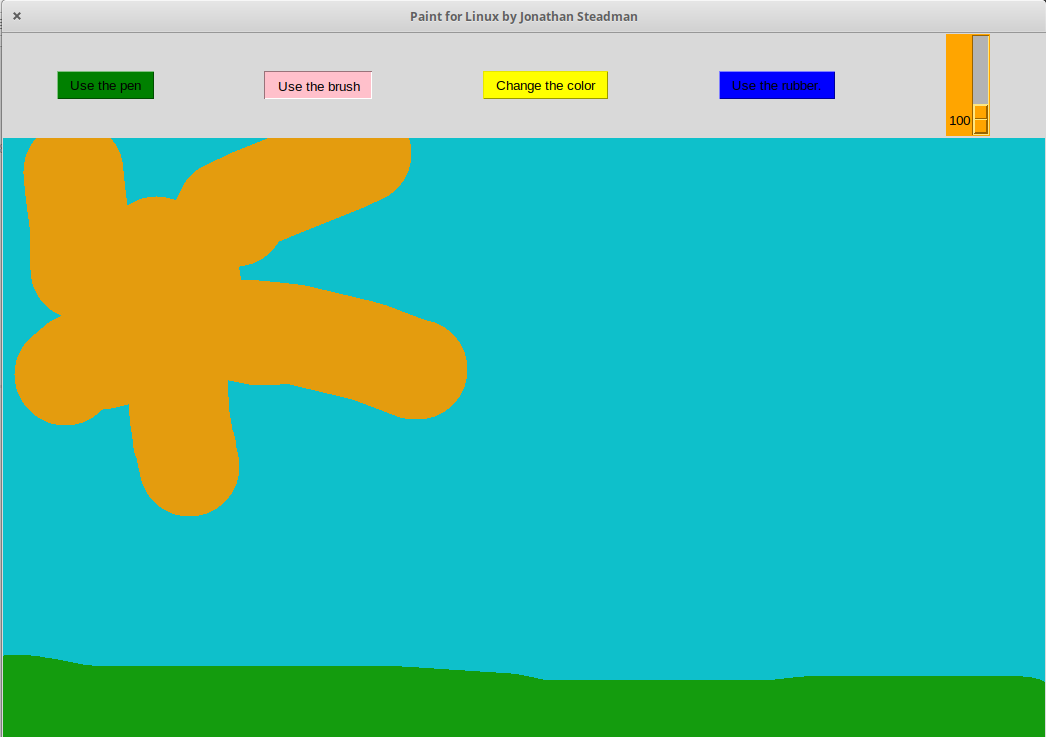 Paint for Linux by Jonathan Steadman
Use the pen
Use the brush
Change the color
Use the rubber
100